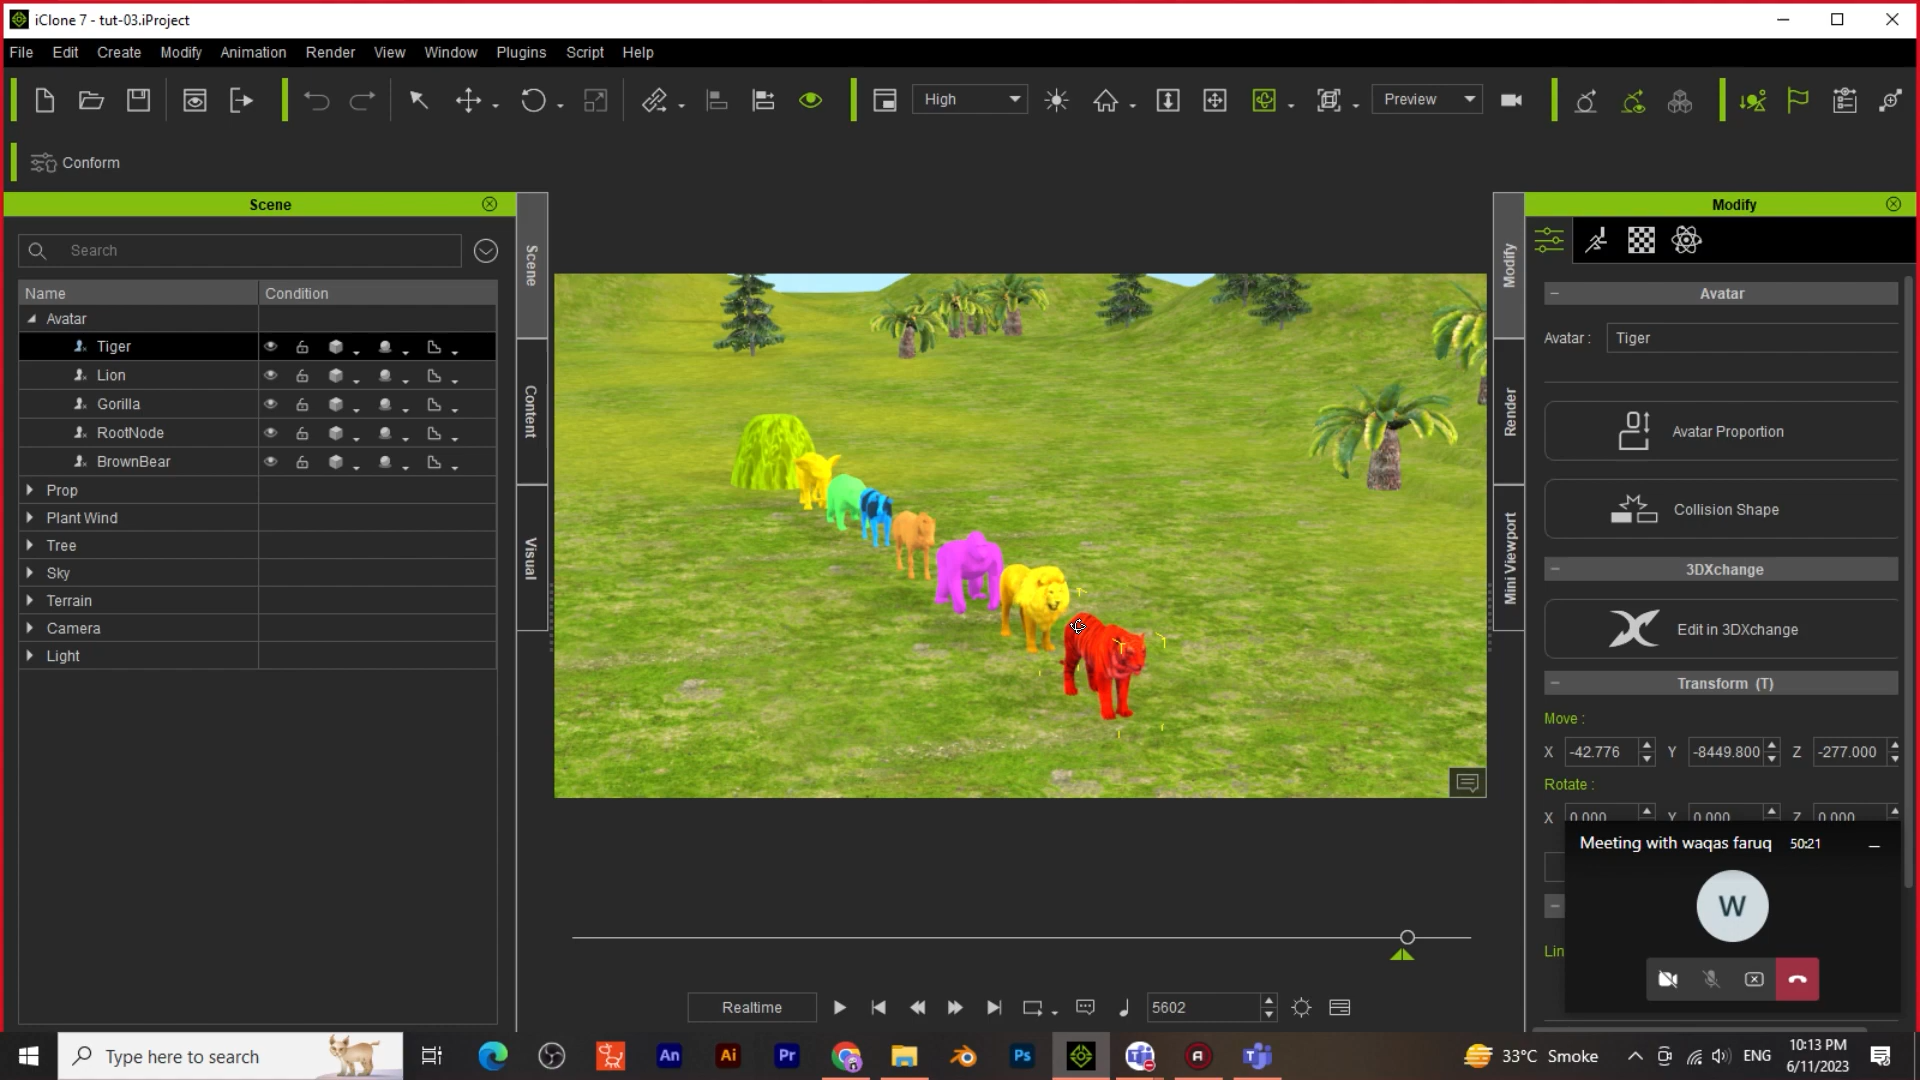 iClone 7 - tut-03.iProject
File Edit Create Modify Animation Render View Window Plugins Script Help
High
Preview
Conform
Scene
Search
Name Condition
Avatar
Tiger
Lion
Gorilla
RootNode
BrownBear
Prop
Plant Wind
Tree
Sky
Terrain
Camera
Light
Scene
Content
Visual
Modify
Render
Mini Viewport
Modify
Avatar
Avatar : Tiger
Avatar Proportion
Collision Shape
3DXchange
Edit in 3DXchange
Transform (T)
Move :
X -42.776 Y -8449.800 Z -277.000
Rotate :
X 0.000 Y 0.000 Z 0.000
Lin
Meeting with waqas faruq 50:21
W
Realtime 5602
Type here to search
An Ai Pr Ps
33°C Smoke
ENG
10:13 PM
6/11/2023